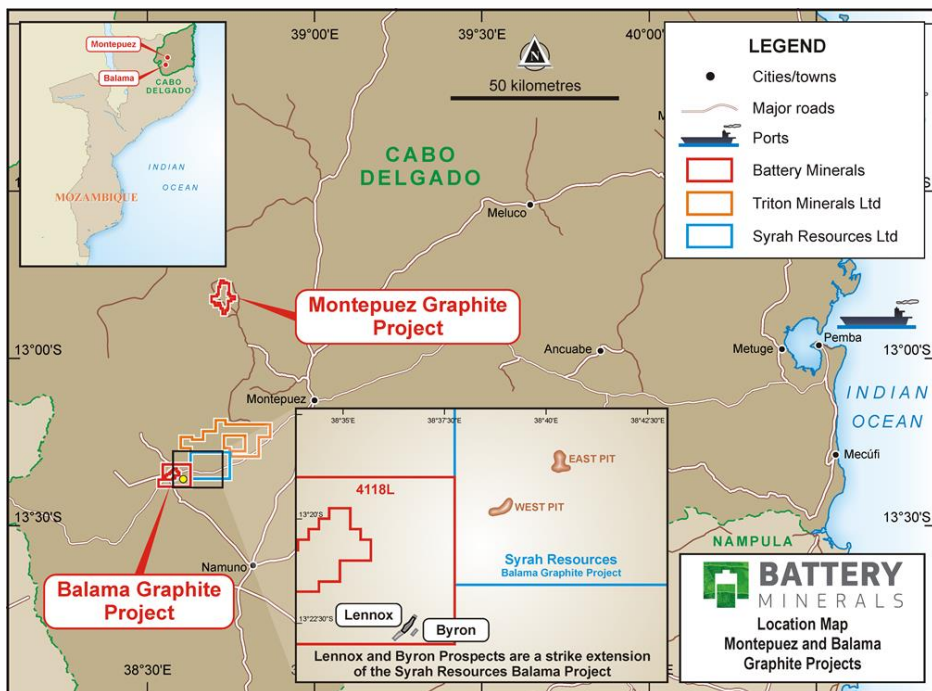 Montepuez
Balama
CABO
DELGADO
INDIAN
OCEAN
MOZAMBIQUE
39°00'E
39°30'E
40°00'
N
50 kilometres
LEGEND
Cities/towns
Major roads
Ports
Battery Minerals
Triton Minerals Ltd
Syrah Resources Ltd
CABO
DELGADO
Meluco
Montepuez Graphite
Project
13°00'S
Ancuabe
Metuge
Pemba
13°00'S
Montepuez
INDIAN
OCEAN
Mecúfi
38°35'E
38°37'30"E
38°40'E
38°42'30"E
EAST PIT
4118L
WEST PIT
13°20'S
13°30'S
13°30'S
Syrah Resources
Balama Graphite Project
NAMPULA
Namuno
Balama Graphite
Project
13°22'30"S
Lennox
Byron
Lennox and Byron Prospects are a strike extension
of the Syrah Resources Balama Project
38°30'E
BATTERY
MINERALS
Location Map
Montepuez and Balama
Graphite Projects